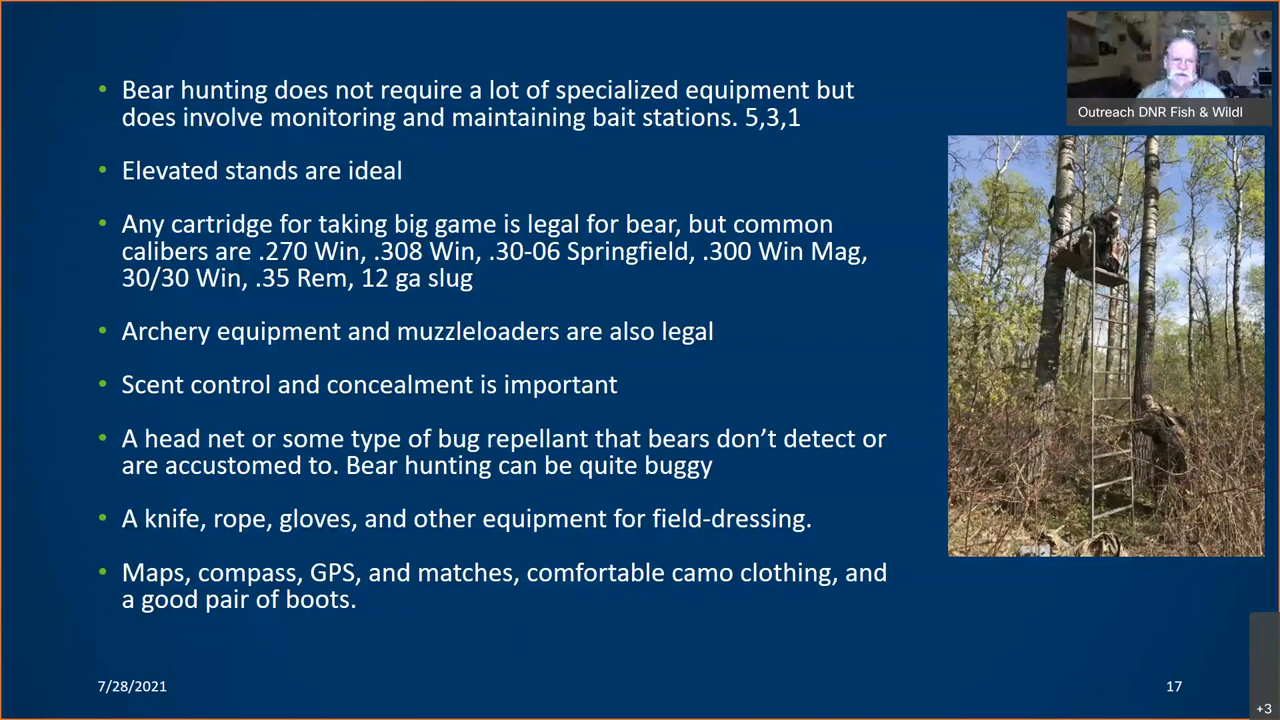 Bear hunting does not require a lot of specialized equipment but
does involve monitoring and maintaining bait stations. 5,3,1
Elevated stands are ideal
Any cartridge for taking big game is legal for bear, but common
calibers are .270 Win, .308 Win, .30-06 Springfield, .300 Win Mag,
30/30 Win, .35 Rem, 12 ga slug
Archery equipment and muzzleloaders are also legal
Scent control and concealment is important
A head net or some type of bug repellant that bears don’t detect or
are accustomed to. Bear hunting can be quite buggy
A knife, rope, gloves, and other equipment for field-dressing.
Maps, compass, GPS, and matches, comfortable camo clothing, and
a good pair of boots.
Outreach DNR Fish & Wildl
7/28/2021
17
+3